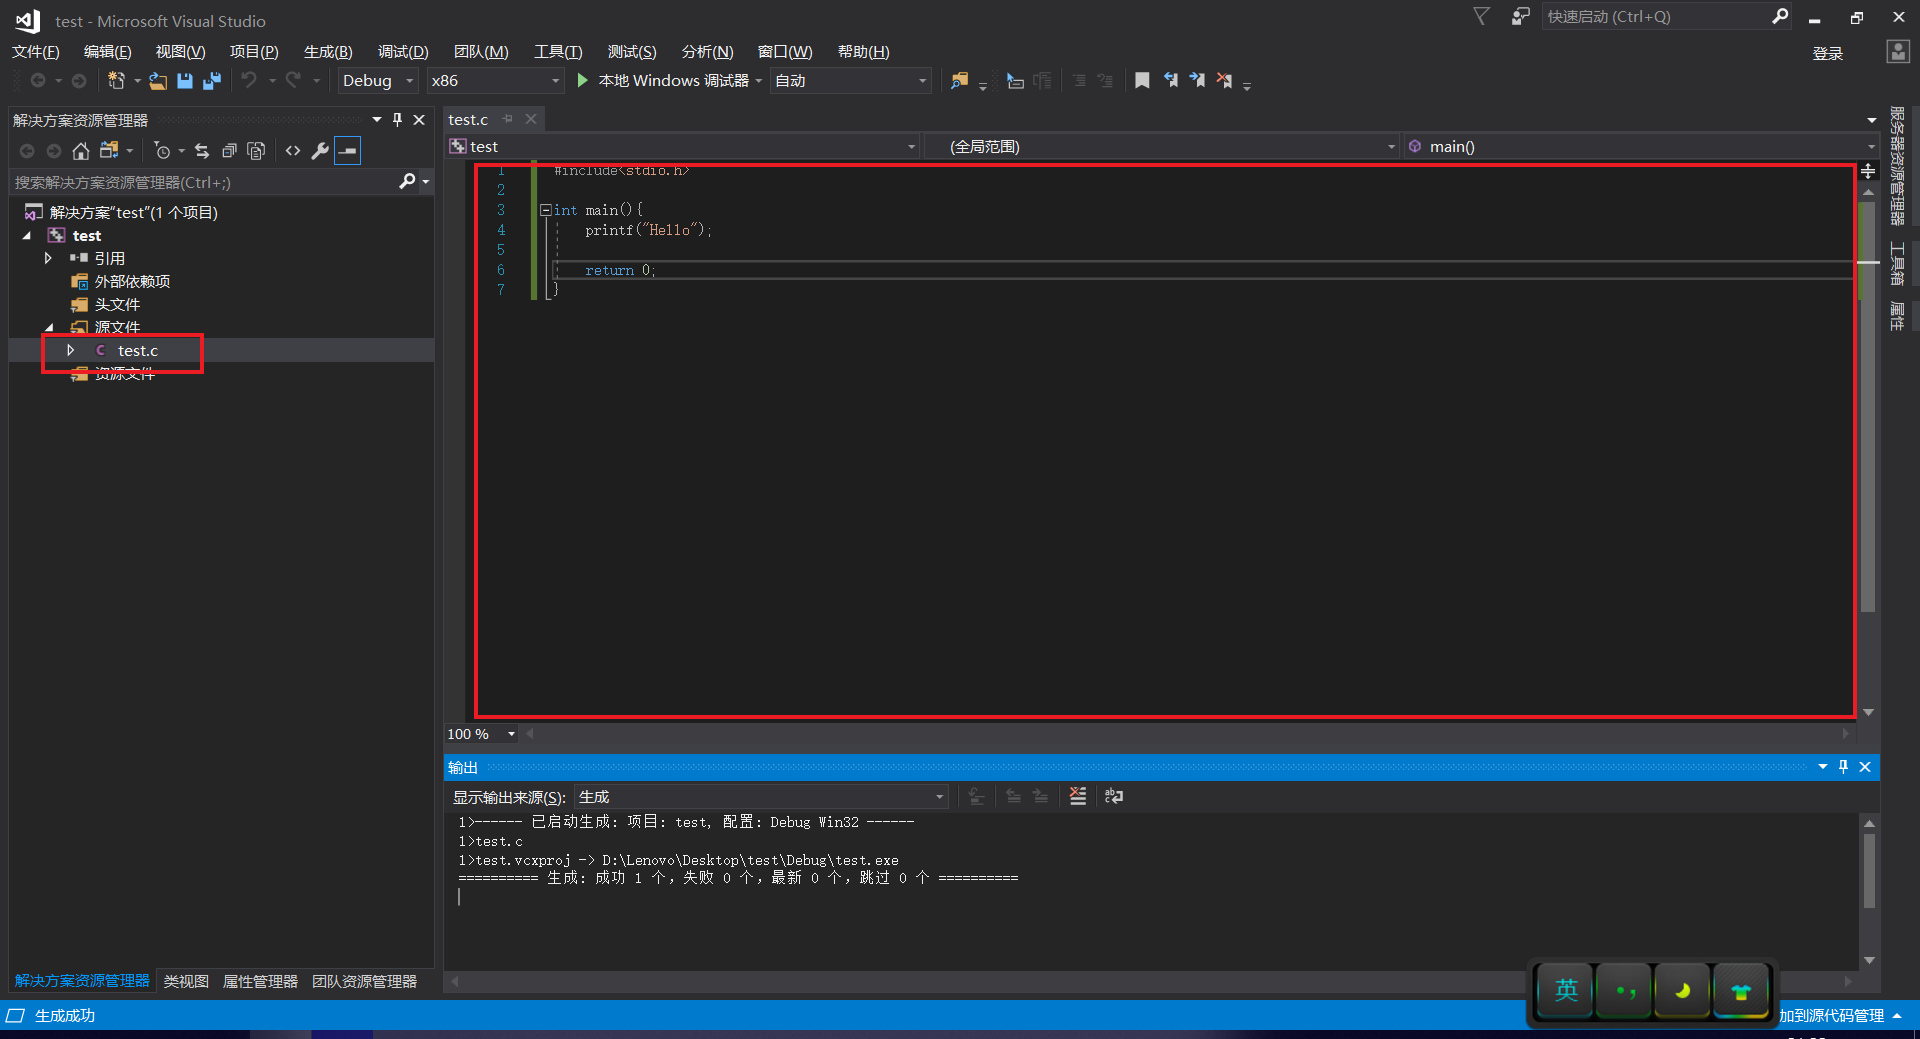 test - Microsoft Visual Studio
快速启动 (Ctrl+Q)
文件(F) 编辑(E) 视图(V) 项目(P) 生成(B) 调试(D) 团队(M) 工具(T) 测试(S) 分析(N) 窗口(W) 帮助(H)
登录
Debug x86 本地 Windows 调试器 自动
解决方案资源管理器
搜索解决方案资源管理器(Ctrl+;)
解决方案"test"(1 个项目)
test
引用
外部依赖项
头文件
源文件
test.c
资源文件
解决方案资源管理器 类视图 属性管理器 团队资源管理器
test.c
test (全局范围) main()
1 #include<stdio.h>
2
3 int main(){
4 printf("Hello");
5
6 return 0;
7 }
100 %
服务器资源管理器
工具箱
属性
输出
显示输出来源(S): 生成
1>------ 已启动生成: 项目: test, 配置: Debug Win32 ------
1>test.c
1>test.vcxproj -> D:\Lenovo\Desktop\test\Debug\test.exe
========== 生成: 成功 1 个，失败 0 个，最新 0 个，跳过 0 个 ==========
英
生成成功
加到源代码管理